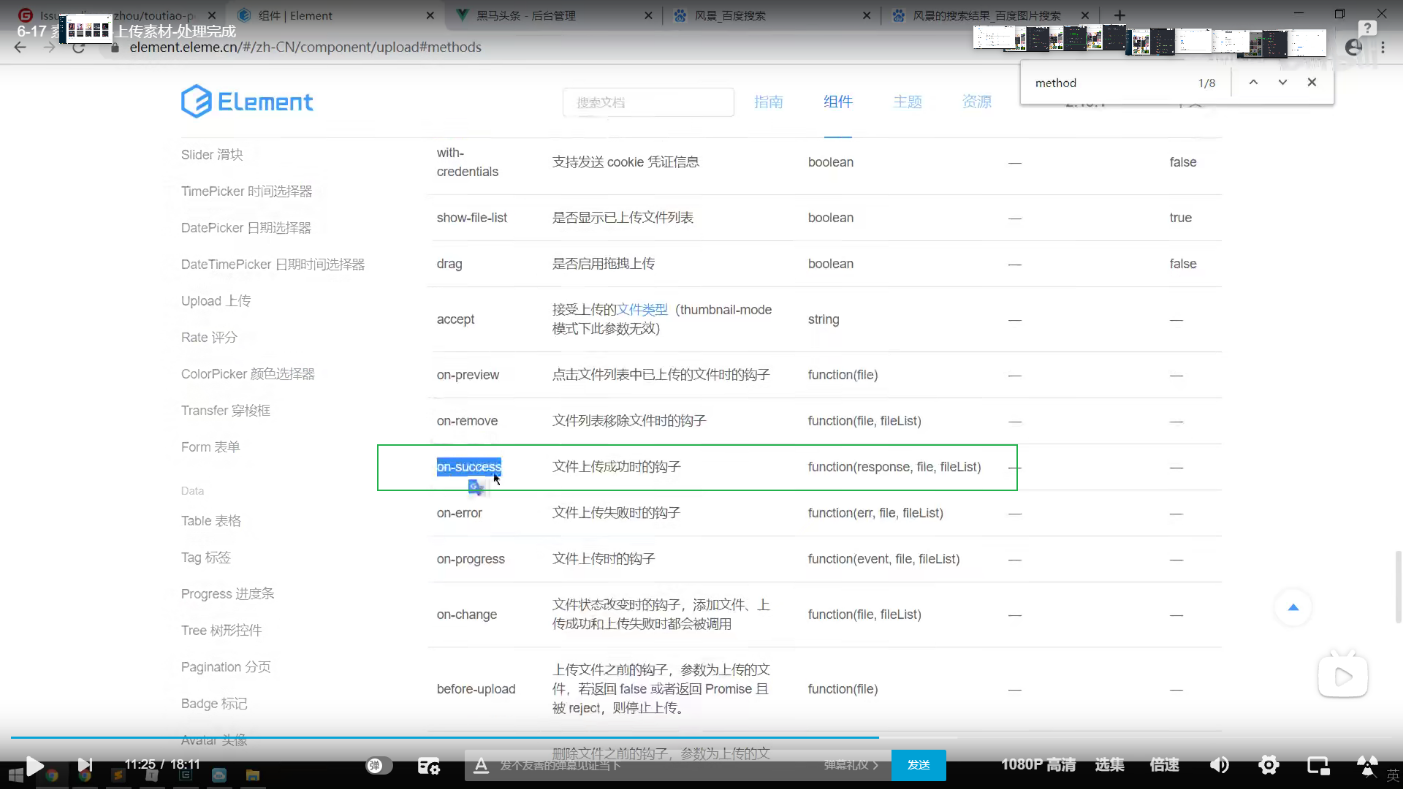 组件 | Element
黑马头条 - 后台管理
风景_百度搜索
风景的搜索结果_百度图片搜索
上传素材-处理完成
element.eleme.cn/#/zh-CN/component/upload#methods
method
1/8
Element
搜索文档
指南
组件
主题
资源
Slider 滑块
TimePicker 时间选择器
DatePicker 日期选择器
DateTimePicker 日期时间选择器
Upload 上传
Rate 评分
ColorPicker 颜色选择器
Transfer 穿梭框
Form 表单
Data
Table 表格
Tag 标签
Progress 进度条
Tree 树形控件
Pagination 分页
Badge 标记
Avatar 头像
with-
credentials
支持发送 cookie 凭证信息
boolean
—
false
show-file-list
是否显示已上传文件列表
boolean
—
true
drag
是否启用拖拽上传
boolean
—
false
accept
接受上传的文件类型（thumbnail-mode
模式下此参数无效）
string
—
—
on-preview
点击文件列表中已上传的文件时的钩子
function(file)
—
—
on-remove
文件列表移除文件时的钩子
function(file, fileList)
—
—
on-success
文件上传成功时的钩子
function(response, file, fileList)
—
—
on-error
文件上传失败时的钩子
function(err, file, fileList)
—
—
on-progress
文件上传时的钩子
function(event, file, fileList)
—
—
on-change
文件状态改变时的钩子，添加文件、上
传成功和上传失败时都会被调用
function(file, fileList)
—
—
before-upload
上传文件之前的钩子，参数为上传的文
件，若返回 false 或者返回 Promise 且
被 reject，则停止上传。
function(file)
—
—
删除文件之前的钩子，参数为上传的文
11:25 / 18:11
弹
发个友善的弹幕见证当下
弹幕礼仪
发送
1080P 高清
选集
倍速
英